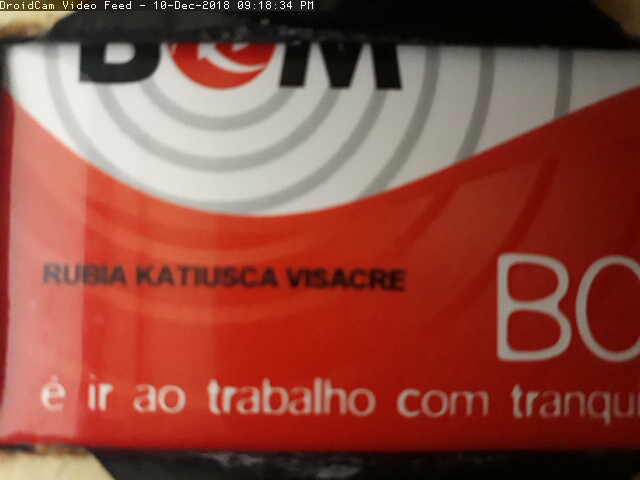 DroidCam Video Feed - 10-Dec-2018 09:18:34 PM
BOM
RUBIA KATIUSCA VISACRE
BO
é ir ao trabalho com tranqu